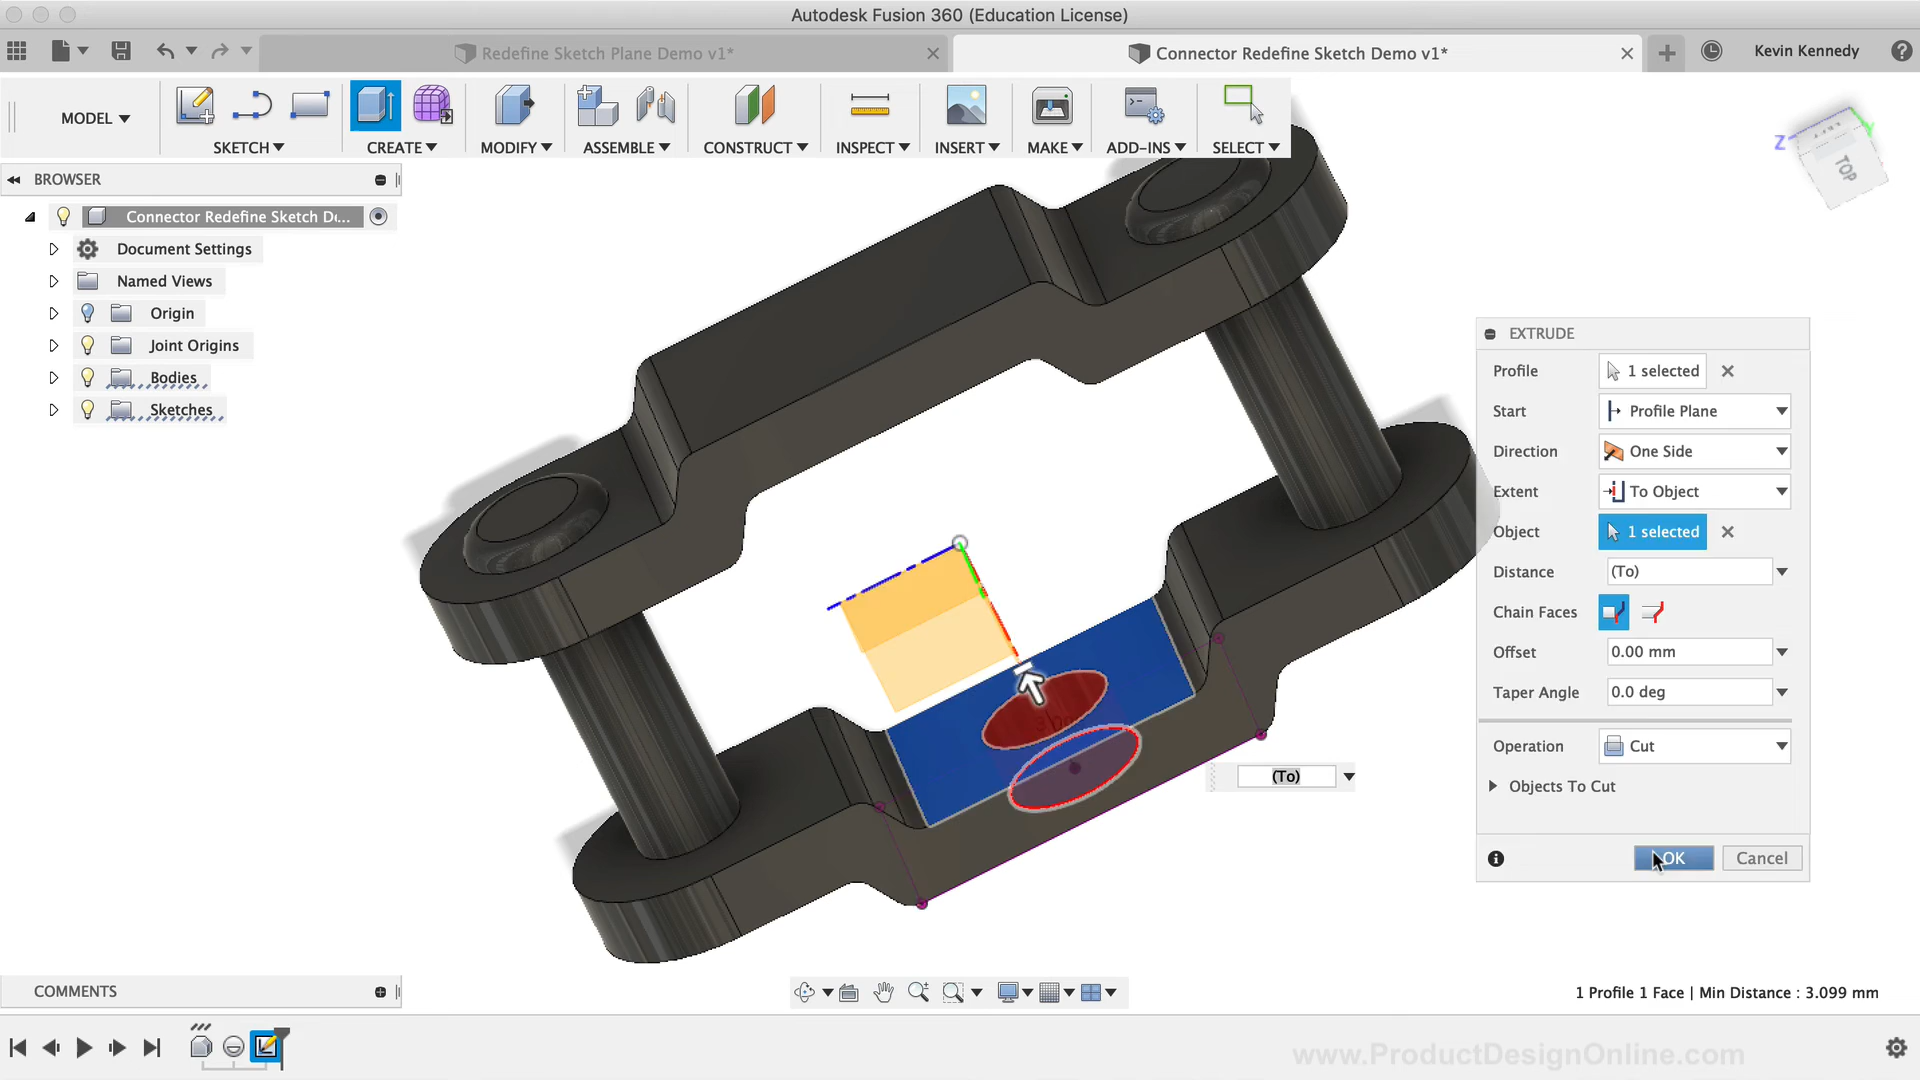 Autodesk Fusion 360 (Education License)
Redefine Sketch Plane Demo v1*
Connector Redefine Sketch Demo v1*
Kevin Kennedy
MODEL
SKETCH
CREATE
MODIFY
ASSEMBLE
CONSTRUCT
INSPECT
INSERT
MAKE
ADD-INS
SELECT
Z
TOP
BROWSER
Connector Redefine Sketch D...
Document Settings
Named Views
Origin
Joint Origins
Bodies
Sketches
EXTRUDE
Profile 1 selected
Start Profile Plane
Direction One Side
Extent To Object
Object 1 selected
Distance (To)
Chain Faces
Offset 0.00 mm
Taper Angle 0.0 deg
Operation Cut
Objects To Cut
OK Cancel
(To)
COMMENTS
1 Profile 1 Face | Min Distance : 3.099 mm
www.ProductDesignOnline.com